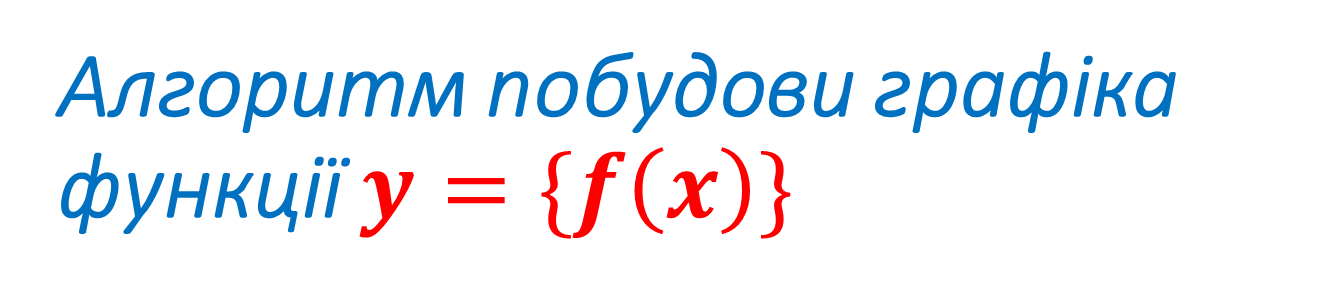 Алгоритм побудови графіка
функції y = {f(x)}